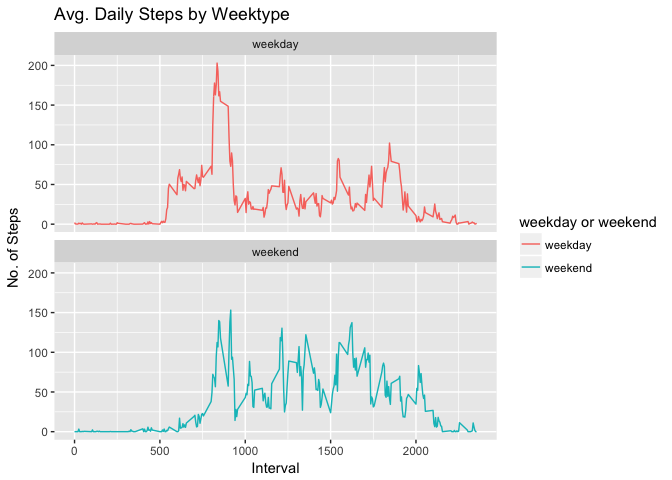 Avg. Daily Steps by Weektype
weekday
200
150
100
50
0
weekend
200
150
100
50
0
No. of Steps
0 500 1000 1500 2000
Interval
weekday or weekend
weekday
weekend